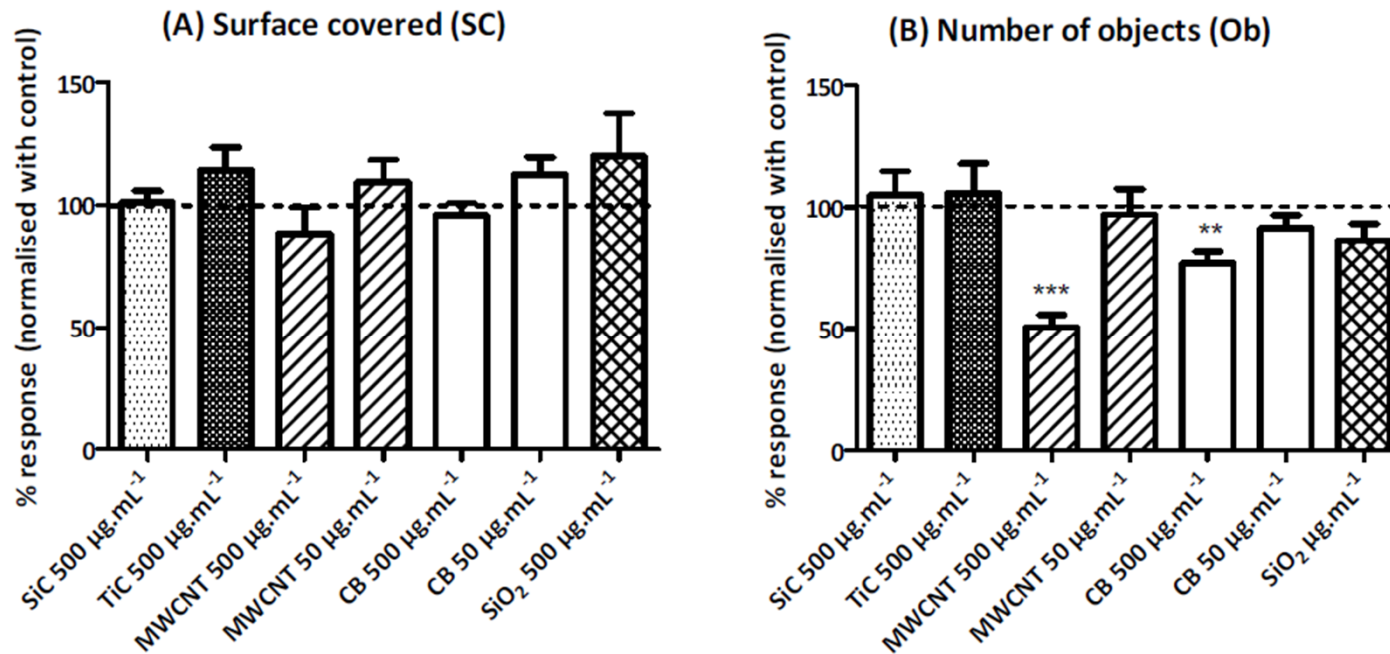 (A) Surface covered (SC)
% response (normalised with control)
150
100
50
0
SiC 500 µg.mL⁻¹
TiC 500 µg.mL⁻¹
MWCNT 500 µg.mL⁻¹
MWCNT 50 µg.mL⁻¹
CB 500 µg.mL⁻¹
CB 50 µg.mL⁻¹
SiO₂ 500 µg.mL⁻¹
(B) Number of objects (Ob)
% response (normalised with control)
150
100
50
0
***
**
SiC 500 µg.mL⁻¹
TiC 500 µg.mL⁻¹
MWCNT 500 µg.mL⁻¹
MWCNT 50 µg.mL⁻¹
CB 500 µg.mL⁻¹
CB 50 µg.mL⁻¹
SiO₂ µg.mL⁻¹